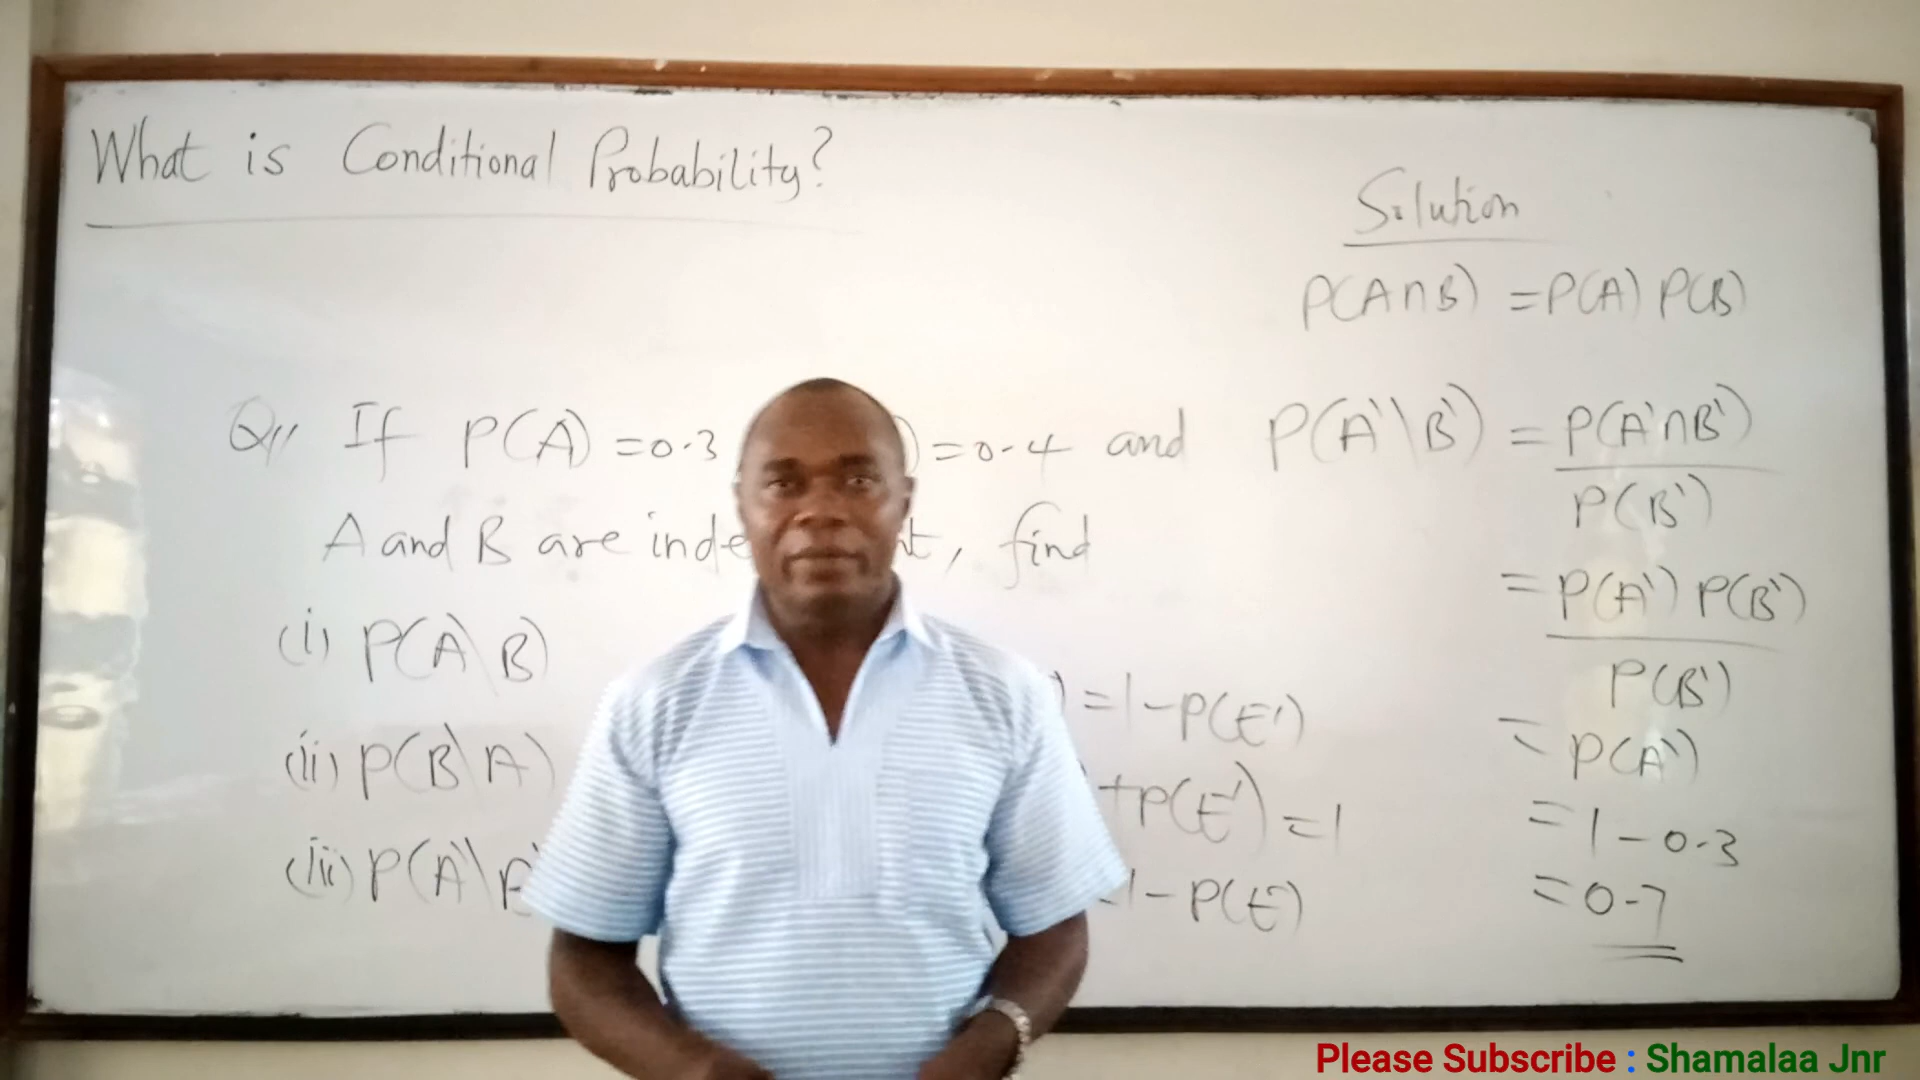 What is Conditional Probability?
Q// If P(A) = 0.3 ) = 0.4 and
A and B are inde t, find
(i) P(A\B)
(ii) P(B\A)
(iii) P(A'\
) = 1 - P(E')
+ P(E') = 1
1 - P(E)
Solution
P(A∩B) = P(A) P(B)
P(A'\B') = P(A'∩B')
P(B')
= P(A') P(B')
P(B')
= P(A')
= 1 - 0.3
= 0.7
Please Subscribe : Shamalaa Jnr